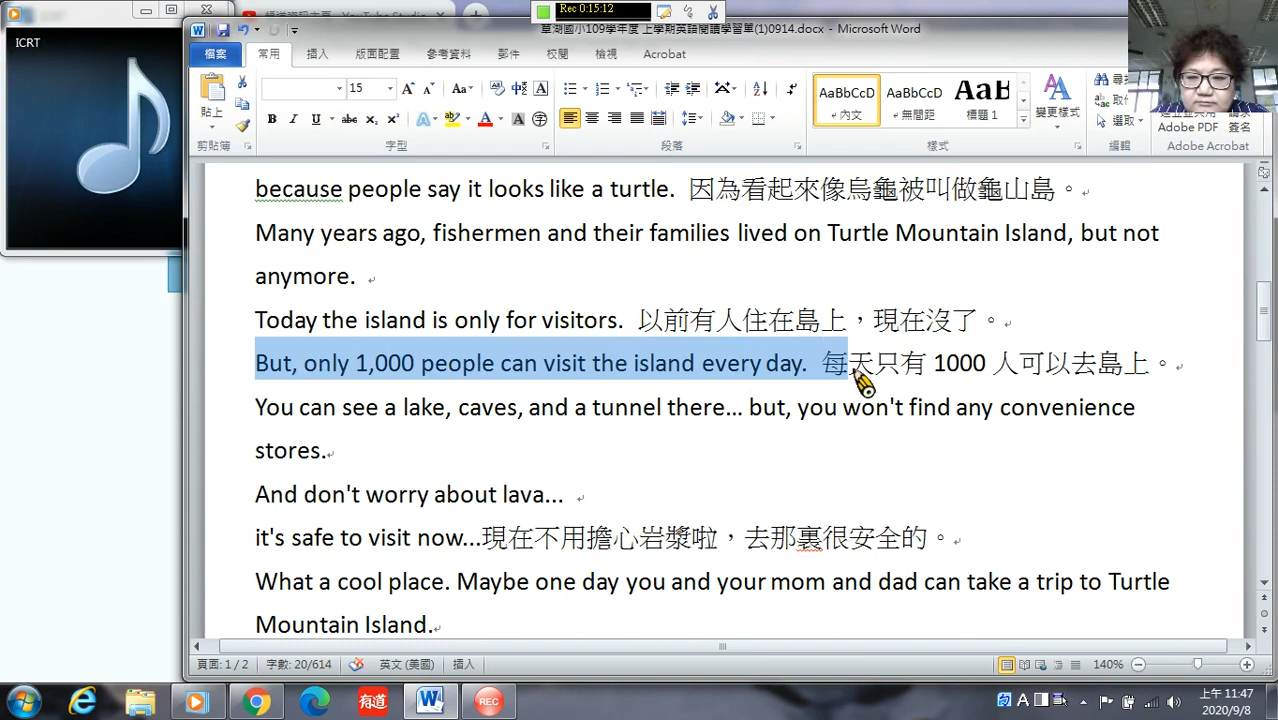 ICRT
Rec 0:15:12
草湖國小109學年度 上學期英語閱讀學習單(1)0914.docx - Microsoft Word
檔案 常用 插入 版面配置 參考資料 郵件 校閱 檢視 Acrobat
貼上
15
AaBbCcD AaBbCcD AaB
內文 無間距 標題 1
變更樣式
選取
Adobe PDF 簽名
剪貼簿 字型 段落 樣式 編輯 Adobe Acrobat
because people say it looks like a turtle. 因為看起來像烏龜被叫做龜山島。
Many years ago, fishermen and their families lived on Turtle Mountain Island, but not
anymore.
Today the island is only for visitors. 以前有人住在島上，現在沒了。
But, only 1,000 people can visit the island every day. 每天只有 1000 人可以去島上。
You can see a lake, caves, and a tunnel there... but, you won't find any convenience
stores.
And don't worry about lava...
it's safe to visit now...現在不用擔心岩漿啦，去那裏很安全的。
What a cool place. Maybe one day you and your mom and dad can take a trip to Turtle
Mountain Island.
頁面: 1 / 2 字數: 20/614 英文 (美國) 插入 140%
有道 REC
上午 11:47
2020/9/8